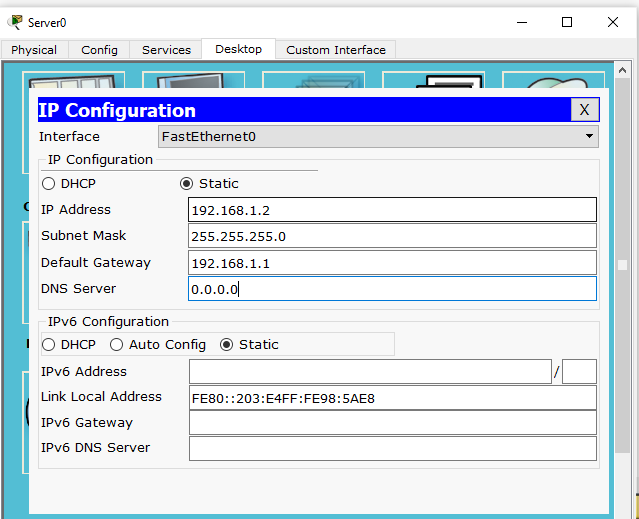 Server0
Physical Config Services Desktop Custom Interface
IP Configuration X
Interface FastEthernet0
IP Configuration
DHCP Static
IP Address 192.168.1.2
Subnet Mask 255.255.255.0
Default Gateway 192.168.1.1
DNS Server 0.0.0.0
IPv6 Configuration
DHCP Auto Config Static
IPv6 Address /
Link Local Address FE80::203:E4FF:FE98:5AE8
IPv6 Gateway
IPv6 DNS Server